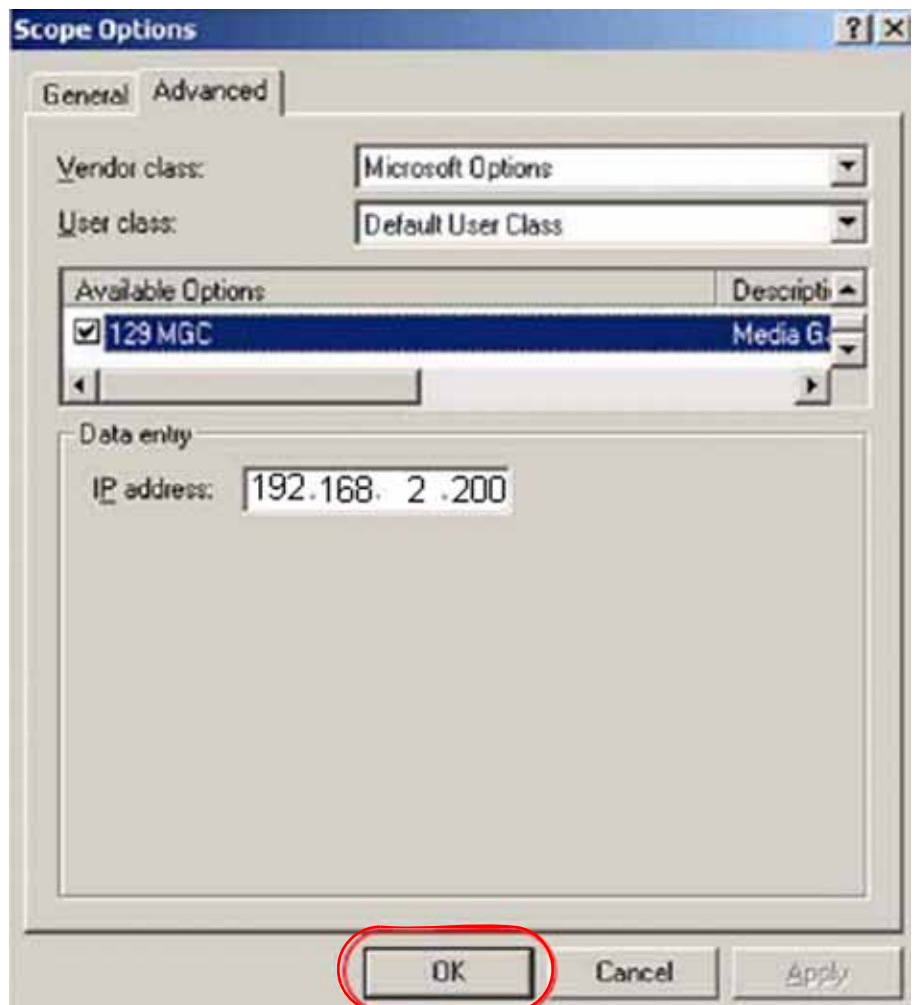 Scope Options
General Advanced
Vendor class: Microsoft Options
User class: Default User Class
Available Options Descripti
129 MGC Media Ga
Data entry
IP address: 192.168. 2 .200
OK Cancel Apply